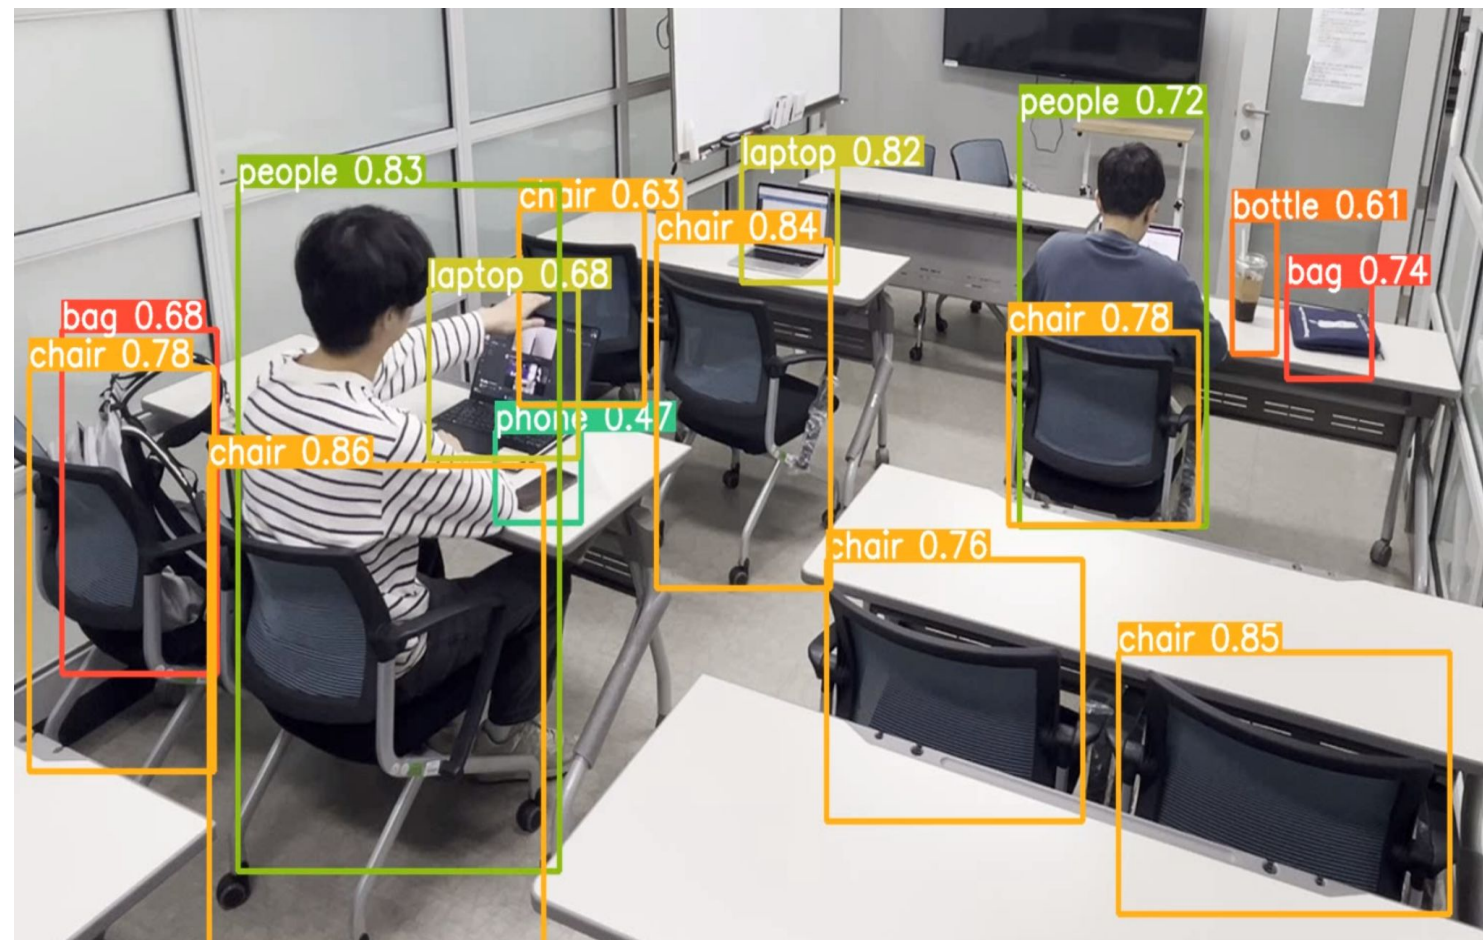 people 0.72
laptop 0.82
people 0.83
chair 0.63
bottle 0.61
chair 0.84
bag 0.74
laptop 0.68
bag 0.68
chair 0.78
chair 0.78
phone 0.47
chair 0.86
chair 0.76
chair 0.85